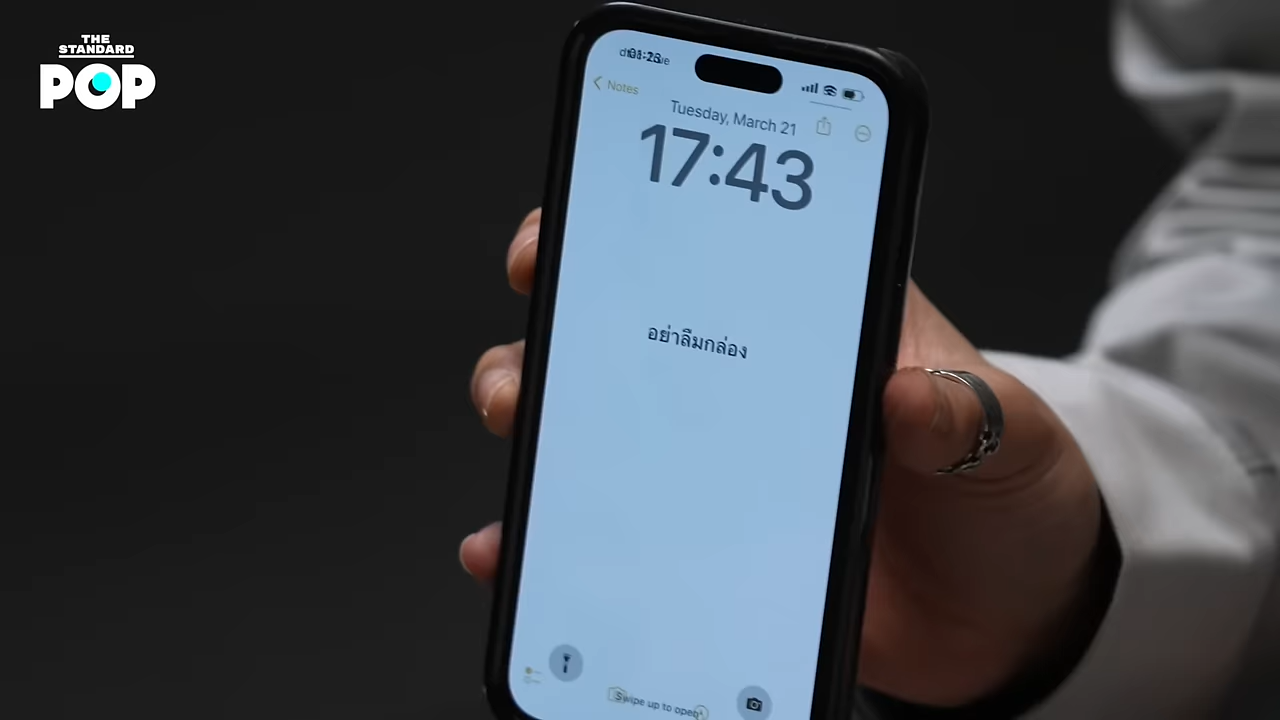 THE
STANDARD
POP
Notes
Tuesday, March 21
17:43
อย่าลืมกล่อง
Swipe up to open